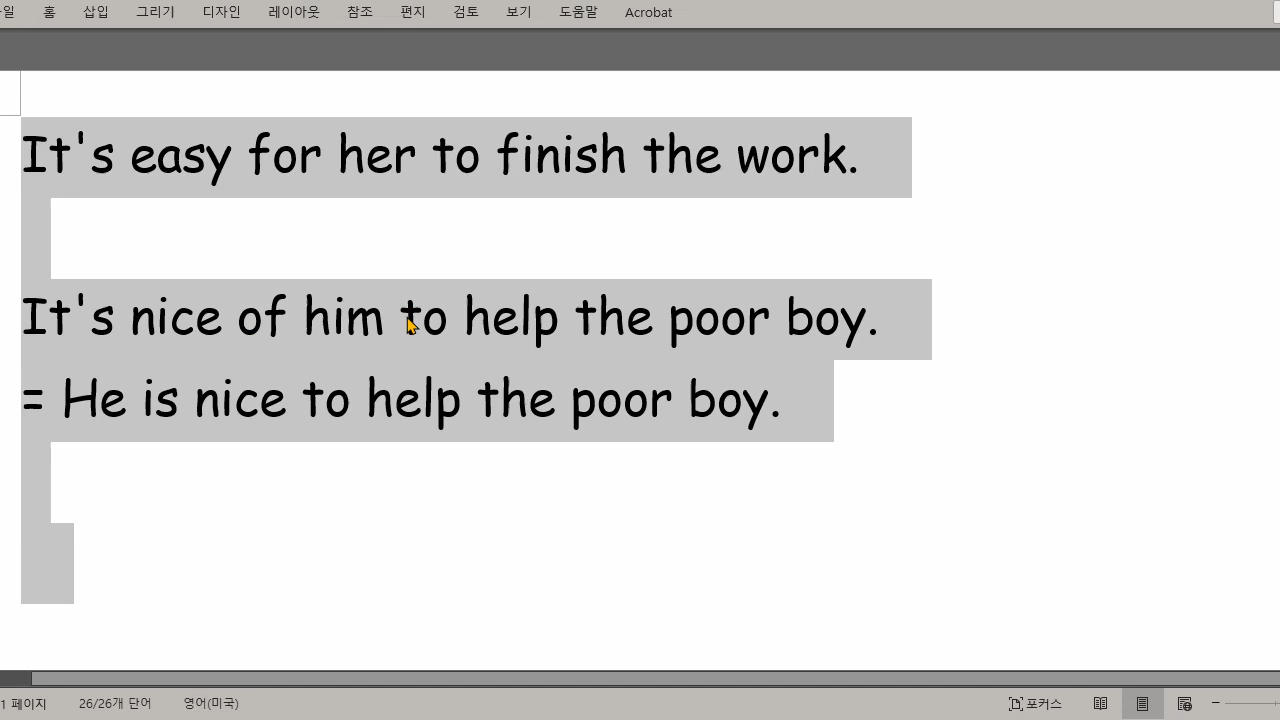 일 홈 삽입 그리기 디자인 레이아웃 참조 편지 검토 보기 도움말 Acrobat
It's easy for her to finish the work.
It's nice of him to help the poor boy.
= He is nice to help the poor boy.
1 페이지 26/26개 단어 영어(미국) 포커스